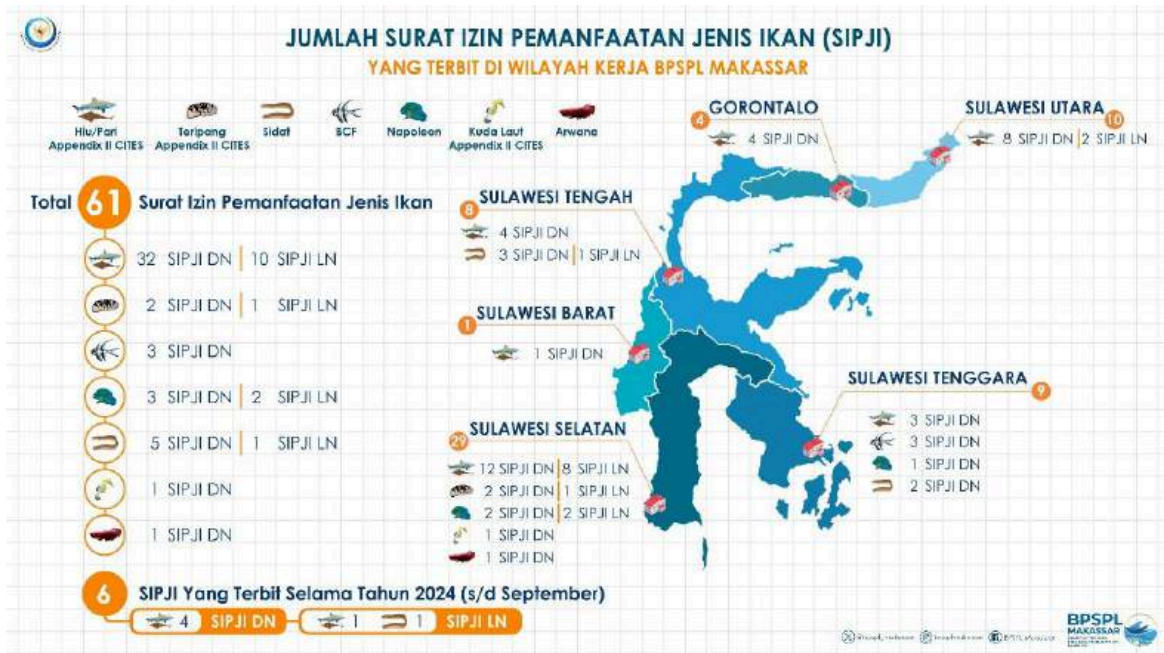 JUMLAH SURAT IZIN PEMANFAATAN JENIS IKAN (SIPJI)
YANG TERBIT DI WILAYAH KERJA BPSPL MAKASSAR
Hiu/Pari
Appendix II CITES
Teripang
Appendix II CITES
Sidat
BCF
Napoleon
Kuda Laut
Appendix II CITES
Arwana
Total 61 Surat Izin Pemanfaatan Jenis Ikan
32 SIPJI DN | 10 SIPJI LN
2 SIPJI DN | 1 SIPJI LN
3 SIPJI DN
3 SIPJI DN | 2 SIPJI LN
5 SIPJI DN | 1 SIPJI LN
1 SIPJI DN
1 SIPJI DN
6 SIPJI Yang Terbit Selama Tahun 2024 (s/d September)
4 SIPJI DN 1 1 SIPJI LN
GORONTALO
4
4 SIPJI DN
SULAWESI UTARA
10
8 SIPJI DN | 2 SIPJI LN
SULAWESI TENGAH
8
4 SIPJI DN
3 SIPJI DN | 1 SIPJI LN
SULAWESI BARAT
1
1 SIPJI DN
SULAWESI TENGGARA
9
3 SIPJI DN
3 SIPJI DN
1 SIPJI DN
2 SIPJI DN
SULAWESI SELATAN
29
12 SIPJI DN | 8 SIPJI LN
2 SIPJI DN | 1 SIPJI LN
2 SIPJI DN | 2 SIPJI LN
1 SIPJI DN
1 SIPJI DN
BPSPL
MAKASSAR